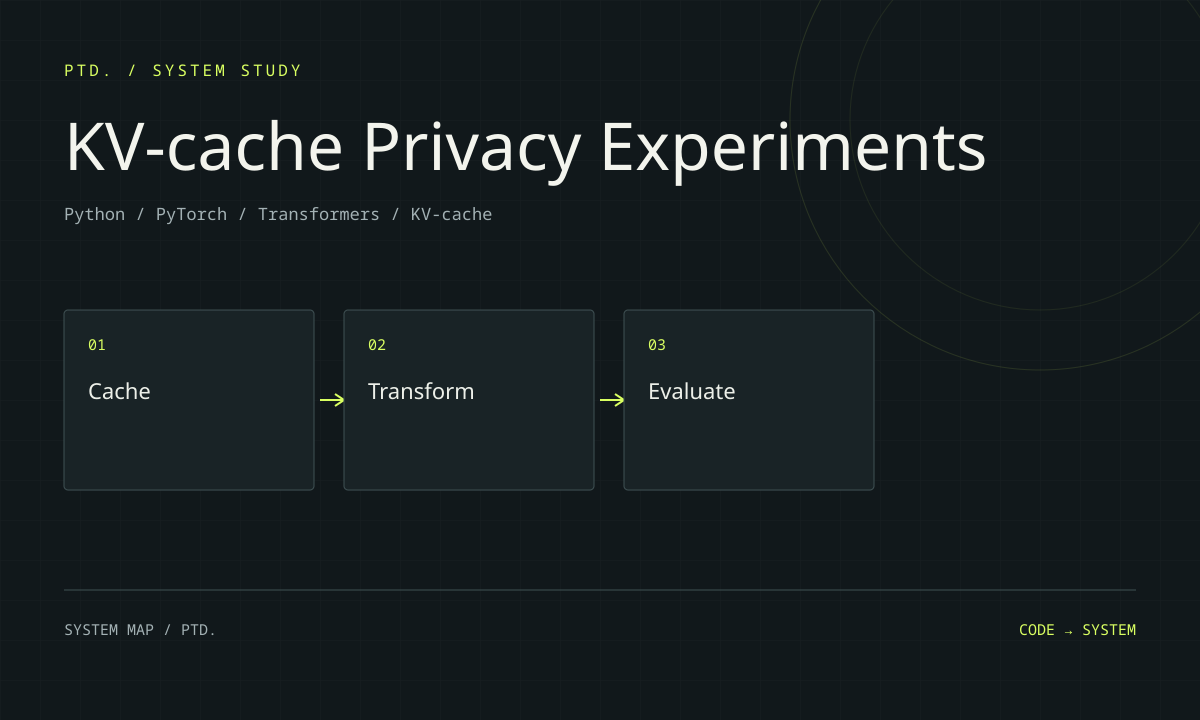 PTD. / SYSTEM STUDY
KV-cache Privacy Experiments
Python / PyTorch / Transformers / KV-cache
01
Cache
02
Transform
03
Evaluate
SYSTEM MAP / PTD.
CODE → SYSTEM